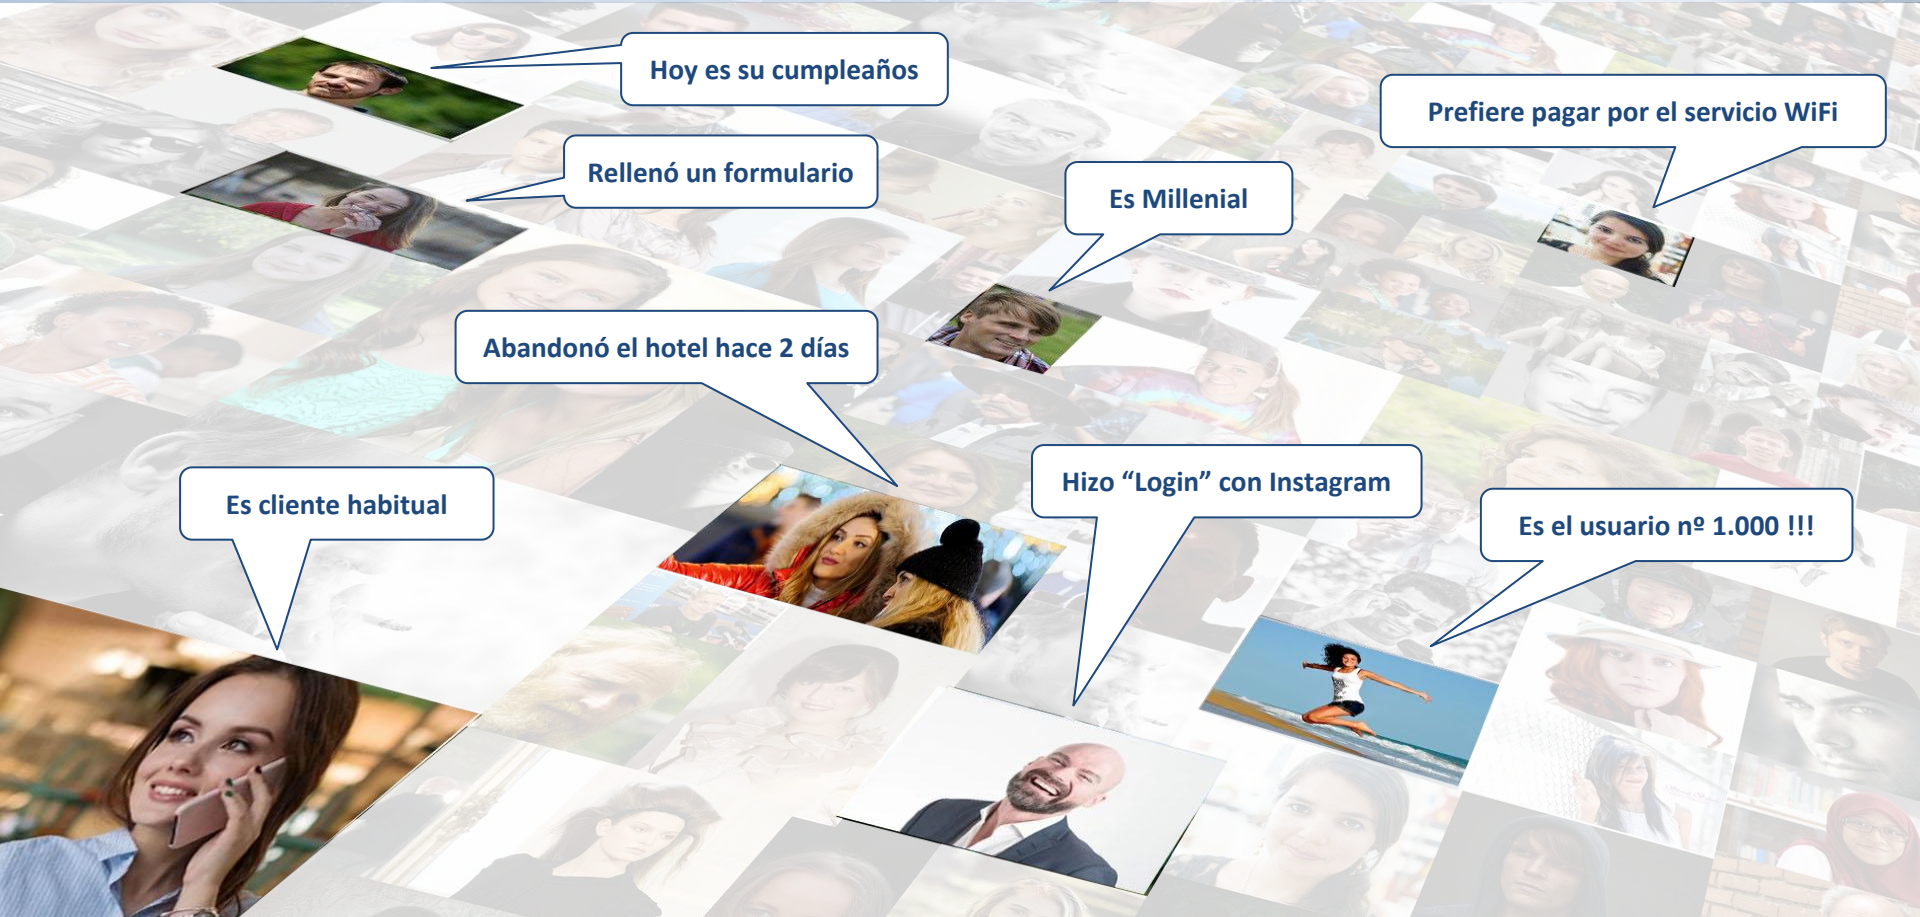 Hoy es su cumpleaños
Prefiere pagar por el servicio WiFi
Rellenó un formulario
Es Millenial
Abandonó el hotel hace 2 días
Hizo “Login” con Instagram
Es cliente habitual
Es el usuario nº 1.000 !!!